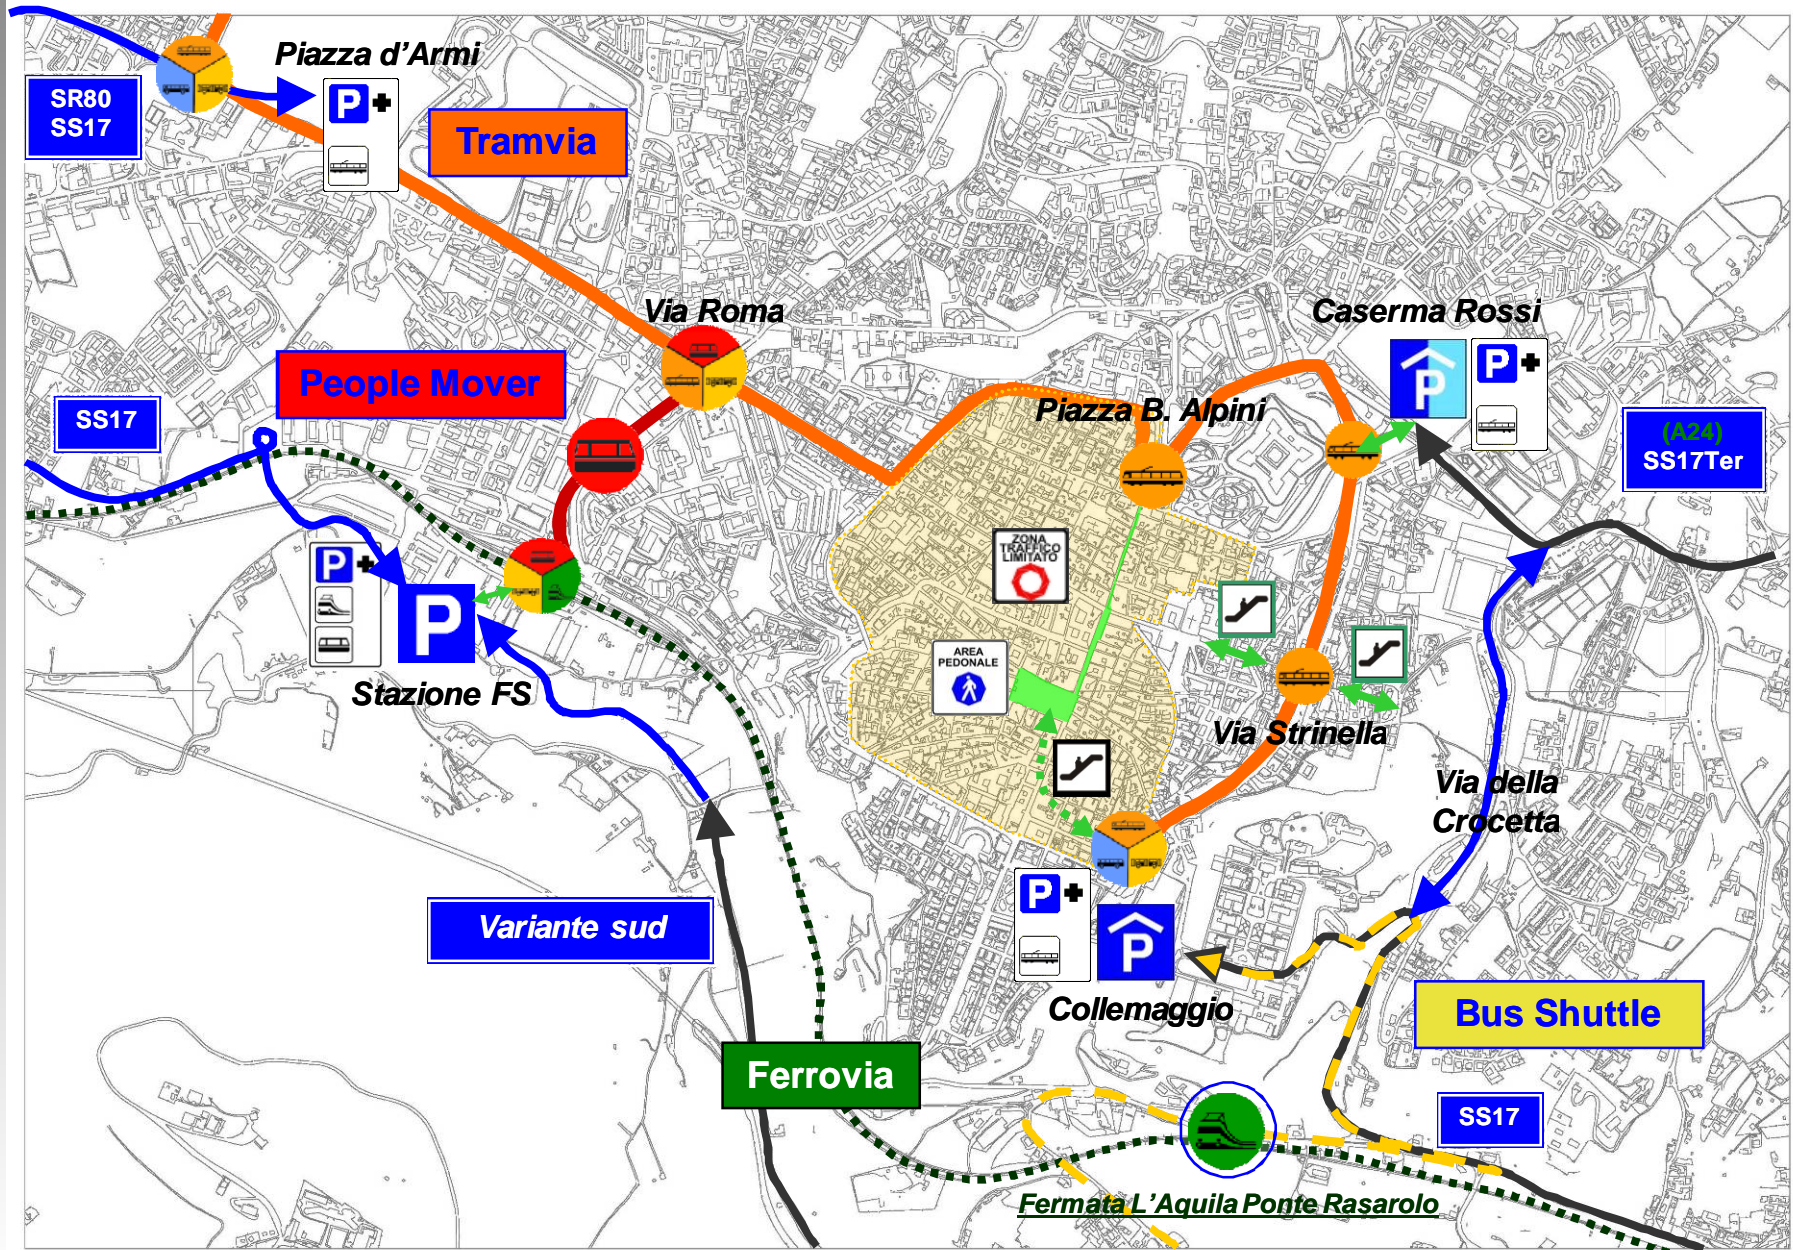 Piazza d'Armi
SR80
SS17
P+
Tramvia
Via Roma
Caserma Rossi
People Mover
P
P+
SS17
Piazza B. Alpini
(A24)
SS17Ter
ZONA
TRAFFICO
LIMITATO
P+
P
AREA
PEDONALE
Stazione FS
Via Strinella
Via della
Crocetta
P+
P
Variante sud
Collemaggio
Bus Shuttle
Ferrovia
SS17
Fermata L'Aquila Ponte Rasarolo